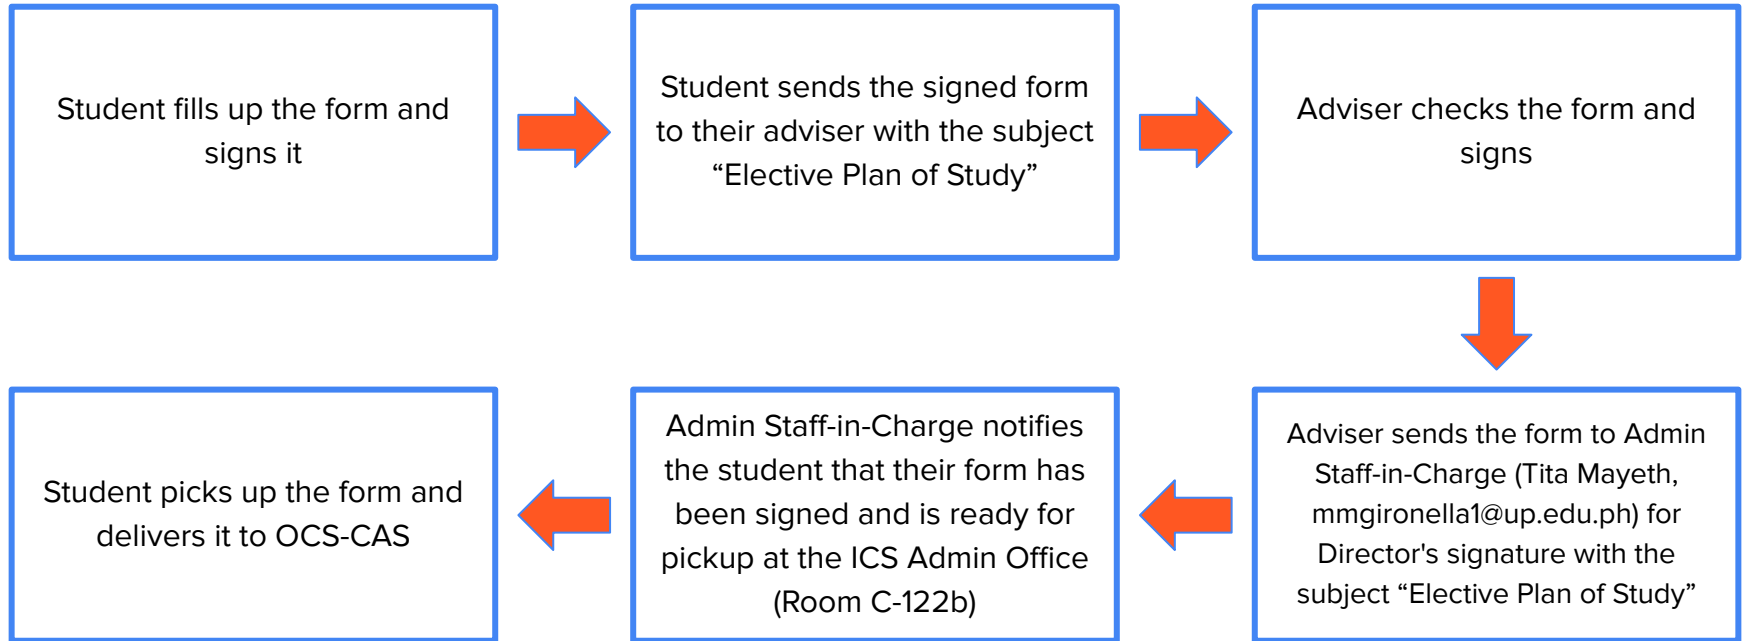 Student fills up the form and
signs it
Student sends the signed form
to their adviser with the subject
“Elective Plan of Study”
Adviser checks the form and
signs
Adviser sends the form to Admin
Staff-in-Charge (Tita Mayeth,
mmgironella1@up.edu.ph) for
Director's signature with the
subject “Elective Plan of Study”
Admin Staff-in-Charge notifies
the student that their form has
been signed and is ready for
pickup at the ICS Admin Office
(Room C-122b)
Student picks up the form and
delivers it to OCS-CAS